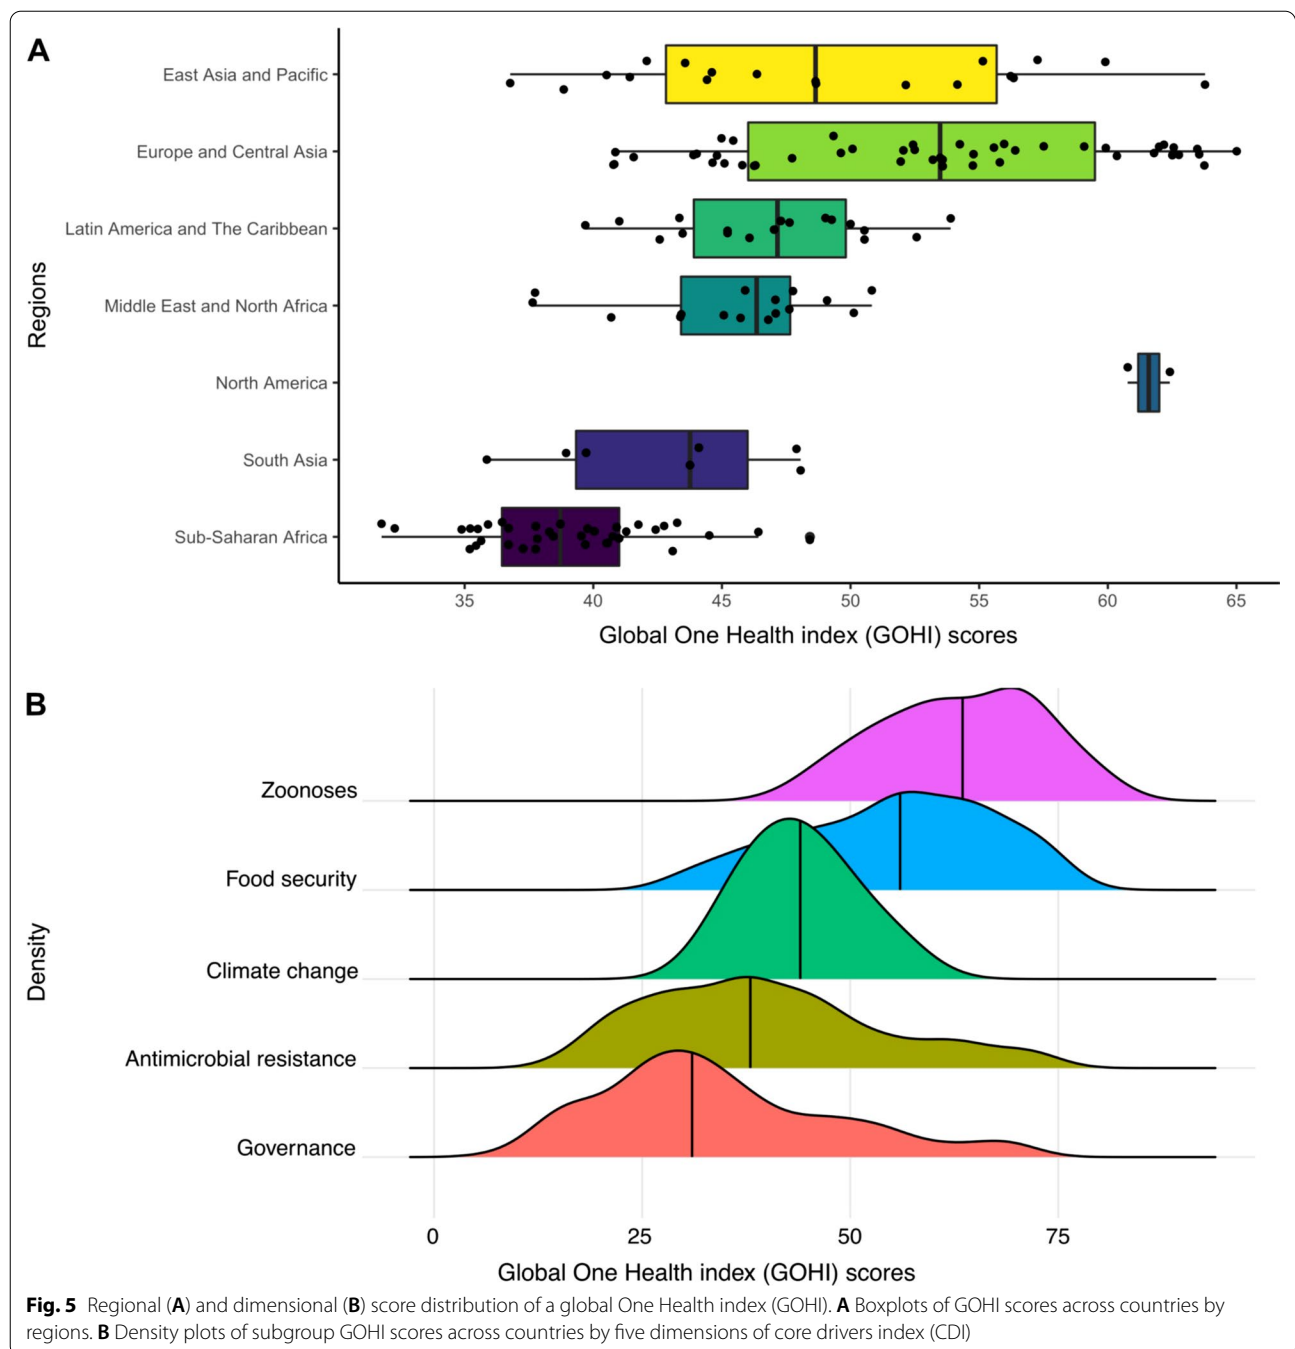 A
East Asia and Pacific
Europe and Central Asia
Latin America and The Caribbean
Middle East and North Africa
North America
South Asia
Sub-Saharan Africa
Regions
35 40 45 50 55 60 65
Global One Health index (GOHI) scores
B
Zoonoses
Food security
Climate change
Antimicrobial resistance
Governance
Density
0 25 50 75
Global One Health index (GOHI) scores
Fig. 5 Regional (A) and dimensional (B) score distribution of a global One Health index (GOHI). A Boxplots of GOHI scores across countries by
regions. B Density plots of subgroup GOHI scores across countries by five dimensions of core drivers index (CDI)